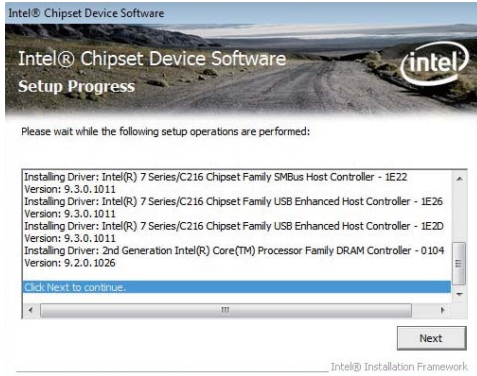 Intel® Chipset Device Software
Intel® Chipset Device Software
intel
Setup Progress
Please wait while the following setup operations are performed:
Installing Driver: Intel(R) 7 Series/C216 Chipset Family SMBus Host Controller - 1E22
Version: 9.3.0.1011
Installing Driver: Intel(R) 7 Series/C216 Chipset Family USB Enhanced Host Controller - 1E26
Version: 9.3.0.1011
Installing Driver: Intel(R) 7 Series/C216 Chipset Family USB Enhanced Host Controller - 1E2D
Version: 9.3.0.1011
Installing Driver: 2nd Generation Intel(R) Core(TM) Processor Family DRAM Controller - 0104
Version: 9.2.0.1026
Click Next to continue.
Next
Intel® Installation Framework